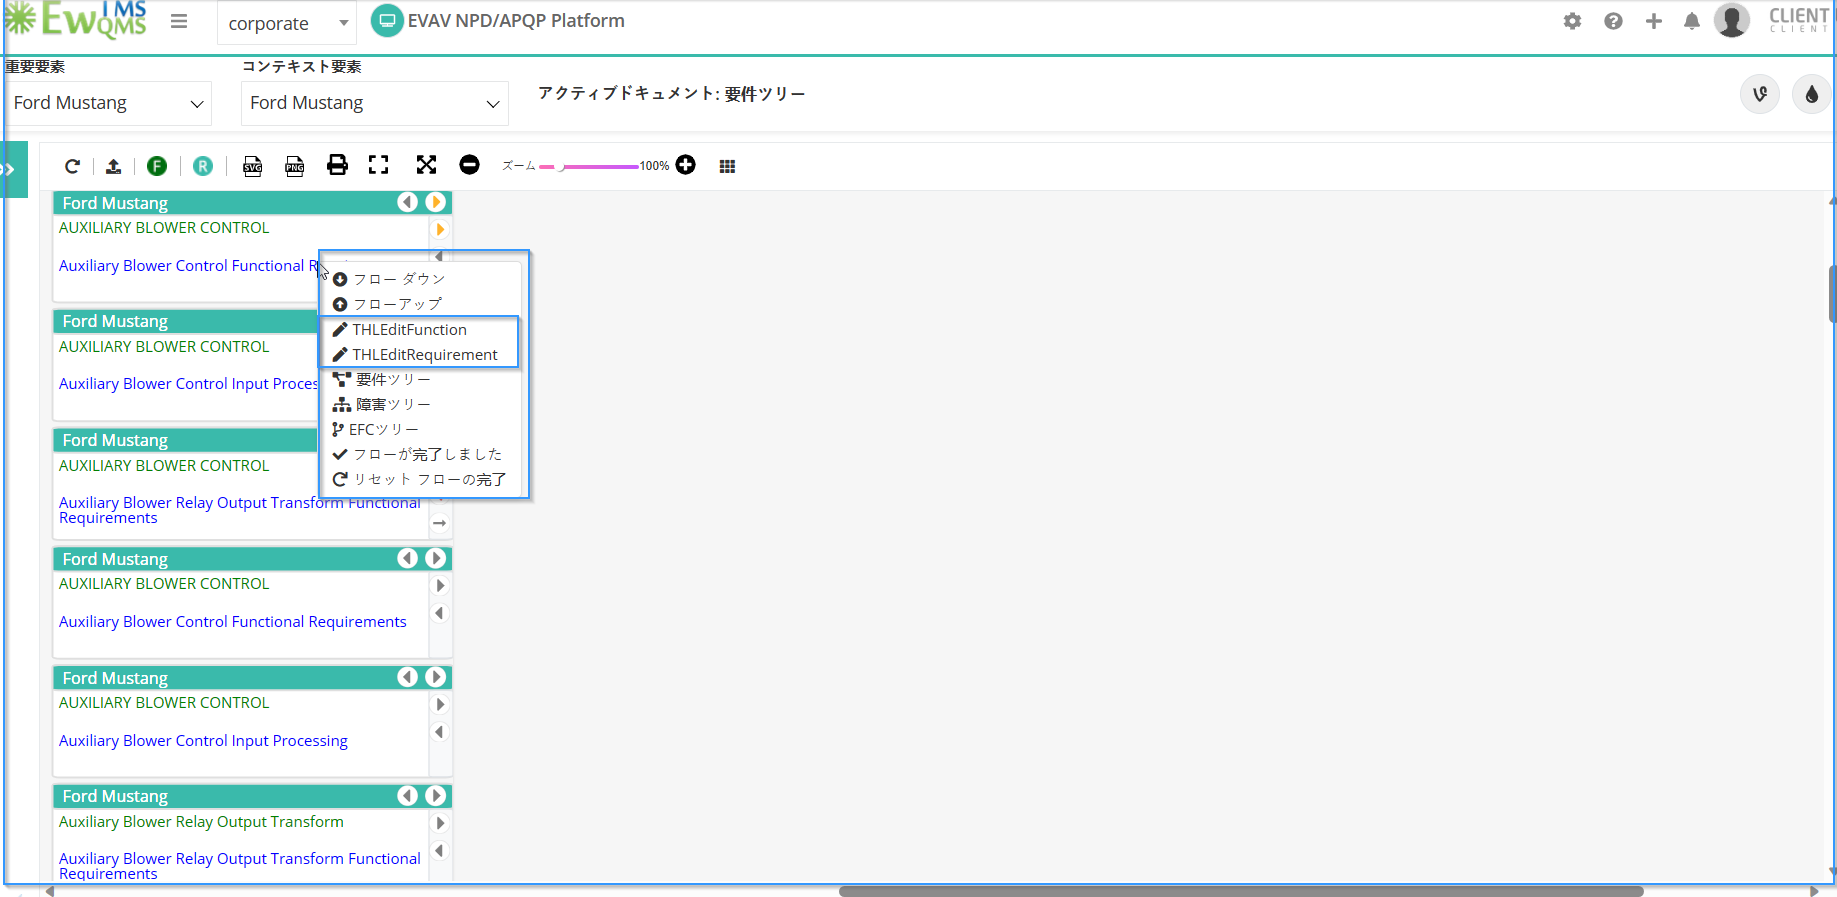 EwQMS
TMS
corporate
EVAV NPD/APQP Platform
CLIENT
CLIENT
重要要素
コンテキスト要素
Ford Mustang
Ford Mustang
アクティブドキュメント: 要件ツリー
F
R
SVG
PNG
ズーム
100%
Ford Mustang
AUXILIARY BLOWER CONTROL
Auxiliary Blower Control Functional R
フロー ダウン
フローアップ
THLEditFunction
THLEditRequirement
要件ツリー
障害ツリー
EFCツリー
フローが完了しました
リセット フローの完了
Ford Mustang
AUXILIARY BLOWER CONTROL
Auxiliary Blower Control Input Proces
Ford Mustang
AUXILIARY BLOWER CONTROL
Auxiliary Blower Relay Output Transform Functional
Requirements
Ford Mustang
AUXILIARY BLOWER CONTROL
Auxiliary Blower Control Functional Requirements
Ford Mustang
AUXILIARY BLOWER CONTROL
Auxiliary Blower Control Input Processing
Ford Mustang
Auxiliary Blower Relay Output Transform
Auxiliary Blower Relay Output Transform Functional
Requirements